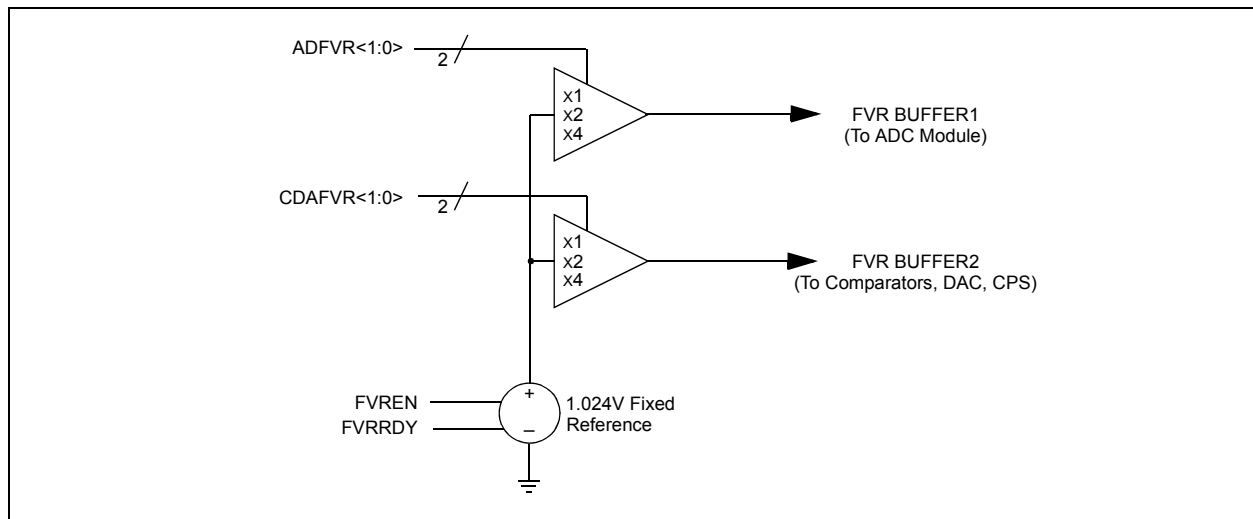 ADFVR<1:0>
2
X1
X2
X4
FVR BUFFER1
(To ADC Module)
CDAFVR<1:0>
2
X1
X2
X4
FVR BUFFER2
(To Comparators, DAC, CPS)
FVREN
FVRRDY
+
–
1.024V Fixed
Reference